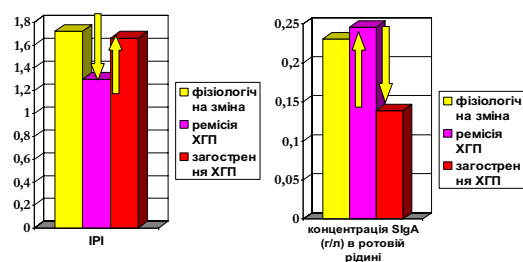 1,8
1,6
1,4
1,2
1
0,8
0,6
0,4
0,2
0
ІРІ
фізіологіч
на зміна
ремісія
ХГП
загострен
ня ХГП
0,25
0,2
0,15
0,1
0,05
0
концентрація SIgA
(г/л) в ротовій
рідині
фізіологіч
на зміна
ремісія
ХГП
загострен
ня ХГП